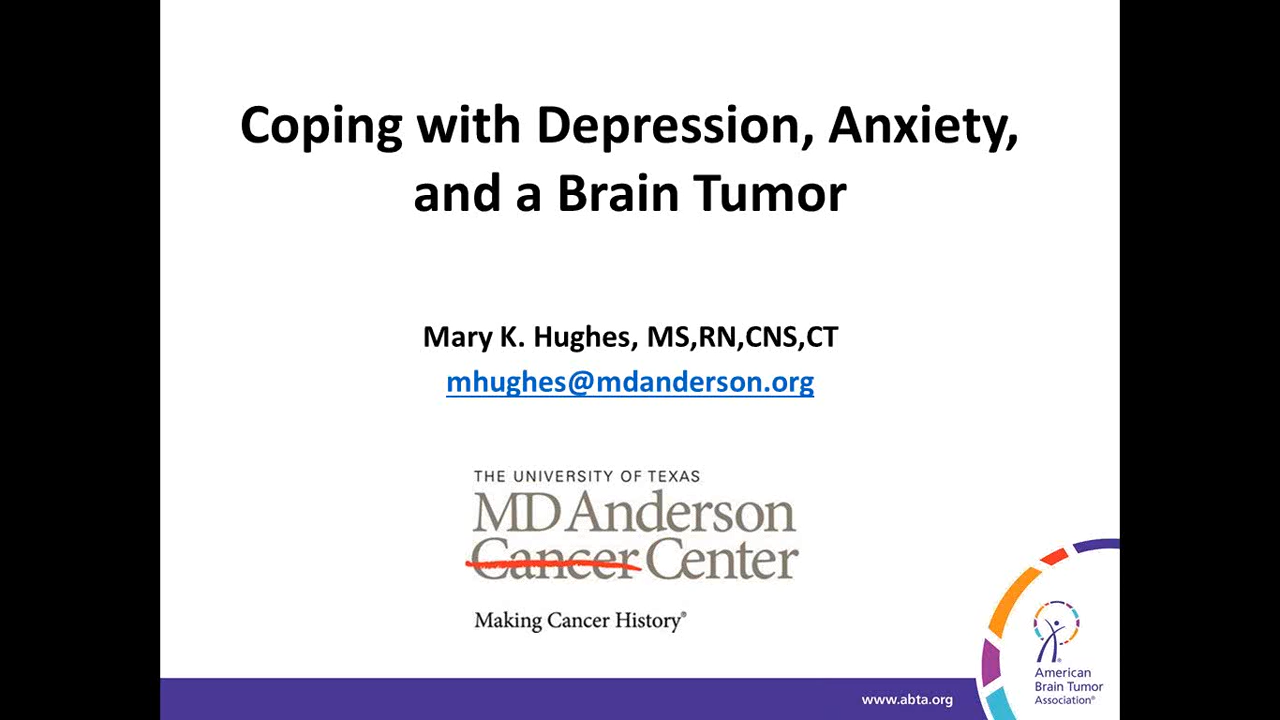 Coping with Depression, Anxiety,
and a Brain Tumor
Mary K. Hughes, MS,RN,CNS,CT
mhughes@mdanderson.org
THE UNIVERSITY OF TEXAS
MD Anderson
Cancer Center
Making Cancer History®
American
Brain Tumor
Association®
www.abta.org